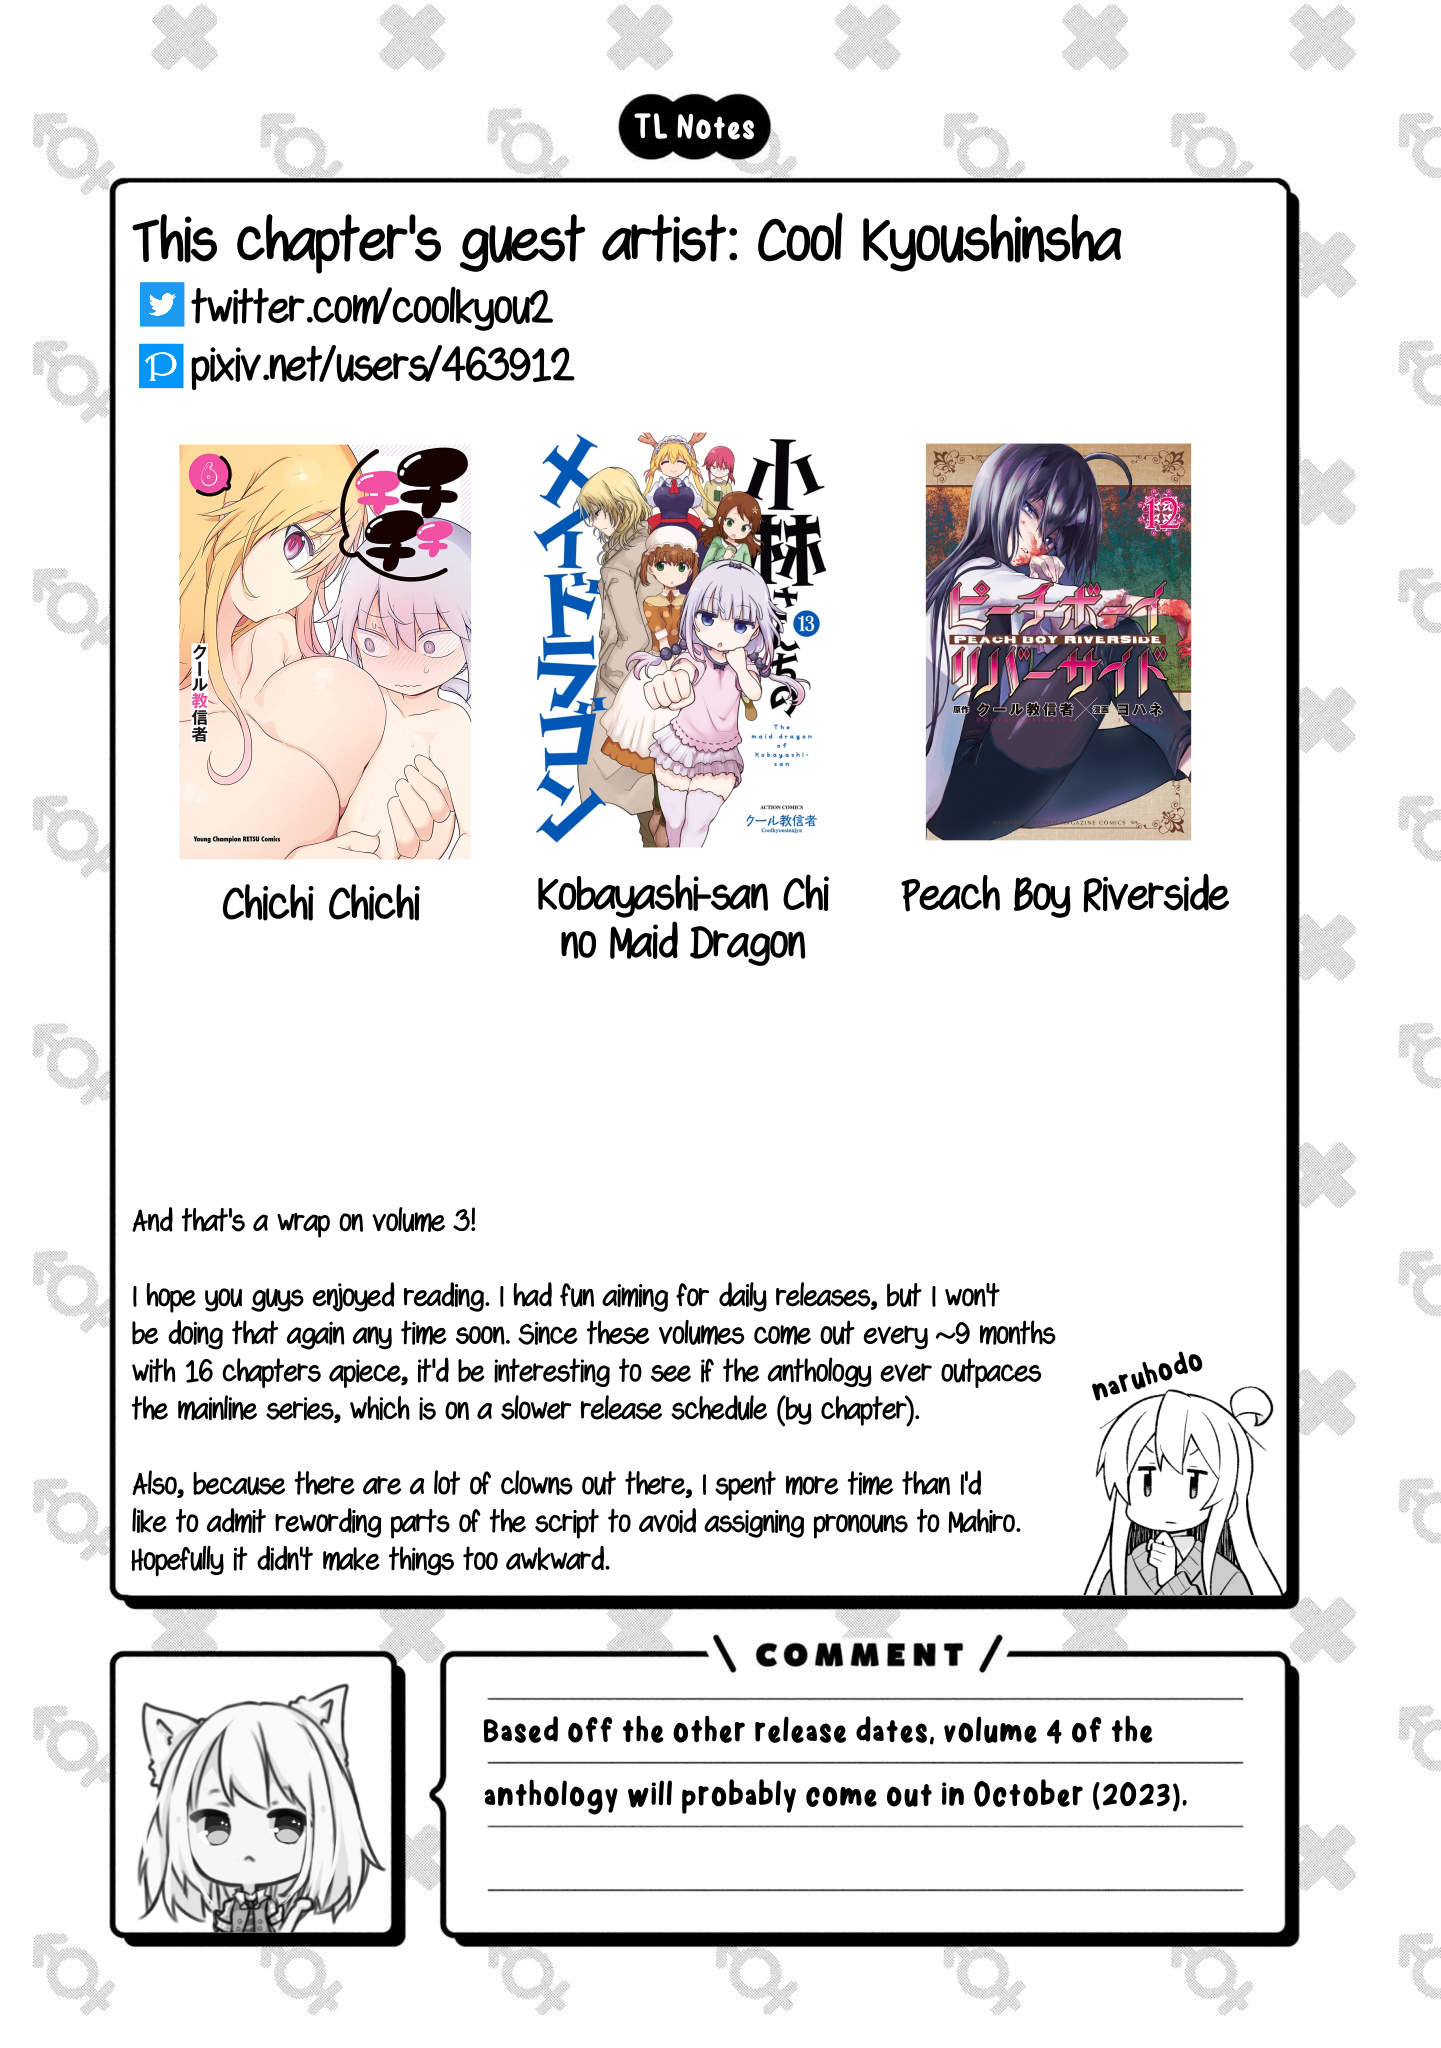 TL Notes
This chapter's guest artist: Cool Kyoushinsha
twitter.com/coolkyou2
pixiv.net/users/463912
6
チチチチ
クール教信者
Young Champion RETSU Comics
Chichi Chichi
小林さんちの
メイドラゴン
13
The
maid dragon
of
Kobayashi-
san
ACTION COMICS
クール教信者
Coolkyousinnjya
Kobayashi-san Chi
no Maid Dragon
12
ピーチボーイ
PEACH BOY RIVERSIDE
リバーサイド
原作 クール教信者 × 漫画 ヨハネ
Peach Boy Riverside
And that's a wrap on volume 3!
I hope you guys enjoyed reading. I had fun aiming for daily releases, but I won't
be doing that again any time soon. Since these volumes come out every ~9 months
with 16 chapters apiece, it'd be interesting to see if the anthology ever outpaces
the mainline series, which is on a slower release schedule (by chapter).
Also, because there are a lot of clowns out there, I spent more time than I'd
like to admit rewording parts of the script to avoid assigning pronouns to Mahiro.
Hopefully it didn't make things too awkward.
naruhodo
\ COMMENT /
Based off the other release dates, volume 4 of the
anthology will probably come out in October (2023).